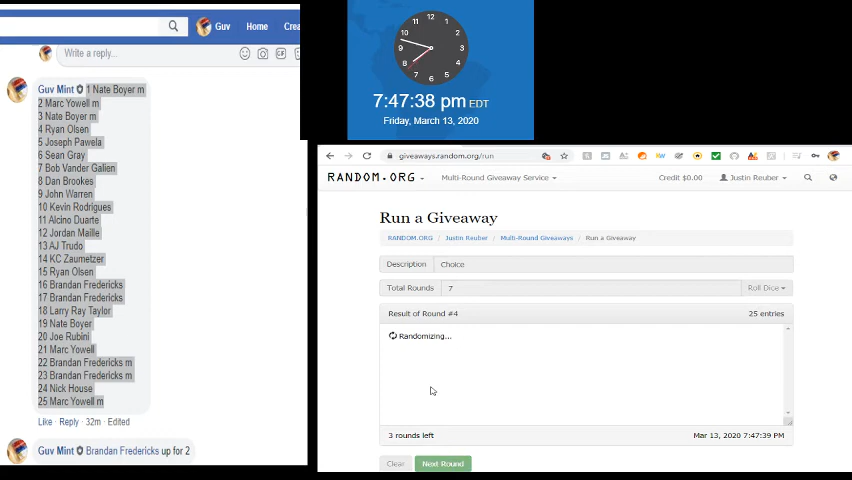 Guv Home Crea
Write a reply...
Guv Mint 1 Nate Boyer m
2 Marc Yowell m
3 Nate Boyer m
4 Ryan Olsen
5 Joseph Pawela
6 Sean Gray
7 Bob Vander Galien
8 Dan Brookes
9 John Warren
10 Kevin Rodrigues
11 Alcino Duarte
12 Jordan Maille
13 AJ Trudo
14 KC Zaumetzer
15 Ryan Olsen
16 Brandan Fredericks
17 Brandan Fredericks
18 Larry Ray Taylor
19 Nate Boyer
20 Joe Rubini
21 Marc Yowell
22 Brandan Fredericks m
23 Brandan Fredericks m
24 Nick House
25 Marc Yowell m
Like · Reply · 32m · Edited
Guv Mint Brandan Fredericks up for 2
12 1 2 3 4 5 6 7 8 9 10 11
7:47:38 pm EDT
Friday, March 13, 2020
giveaways.random.org/run
RANDOM.ORG Multi-Round Giveaway Service Credit $0.00 Justin Reuber
Run a Giveaway
RANDOM.ORG / Justin Reuber / Multi-Round Giveaways / Run a Giveaway
Description Choice
Total Rounds 7 Roll Dice
Result of Round #4 25 entries
Randomizing...
3 rounds left Mar 13, 2020 7:47:39 PM
Clear Next Round